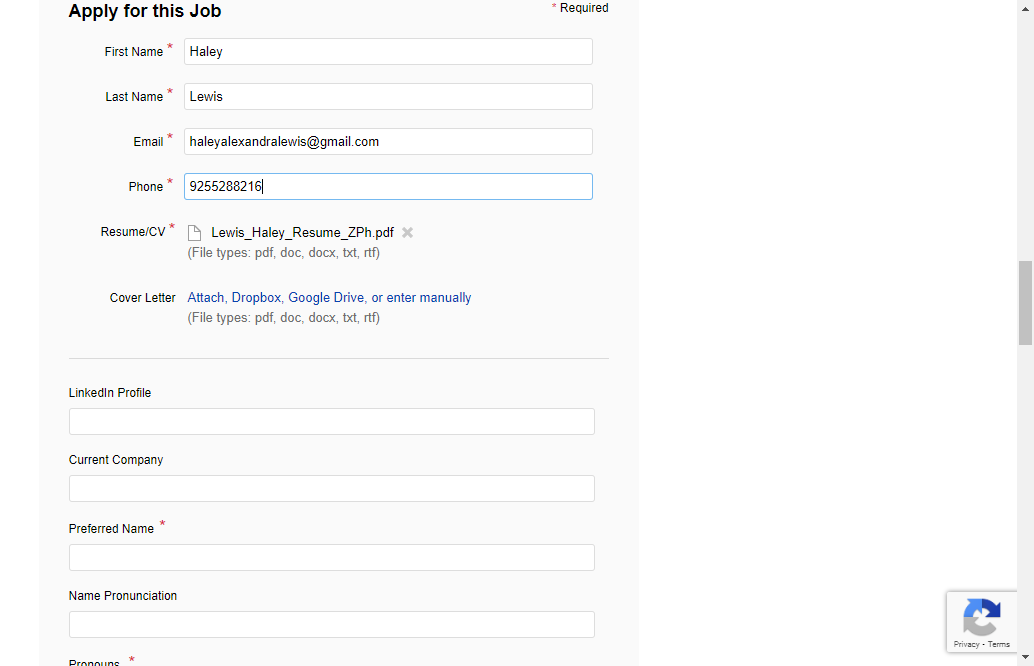 Apply for this Job
* Required
First Name *
Haley
Last Name *
Lewis
Email *
haleyalexandralewis@gmail.com
Phone *
9255288216
Resume/CV *
Lewis_Haley_Resume_ZPh.pdf
(File types: pdf, doc, docx, txt, rtf)
Cover Letter
Attach, Dropbox, Google Drive, or enter manually
(File types: pdf, doc, docx, txt, rtf)
LinkedIn Profile
Current Company
Preferred Name *
Name Pronunciation
Pronouns *
Privacy - Terms